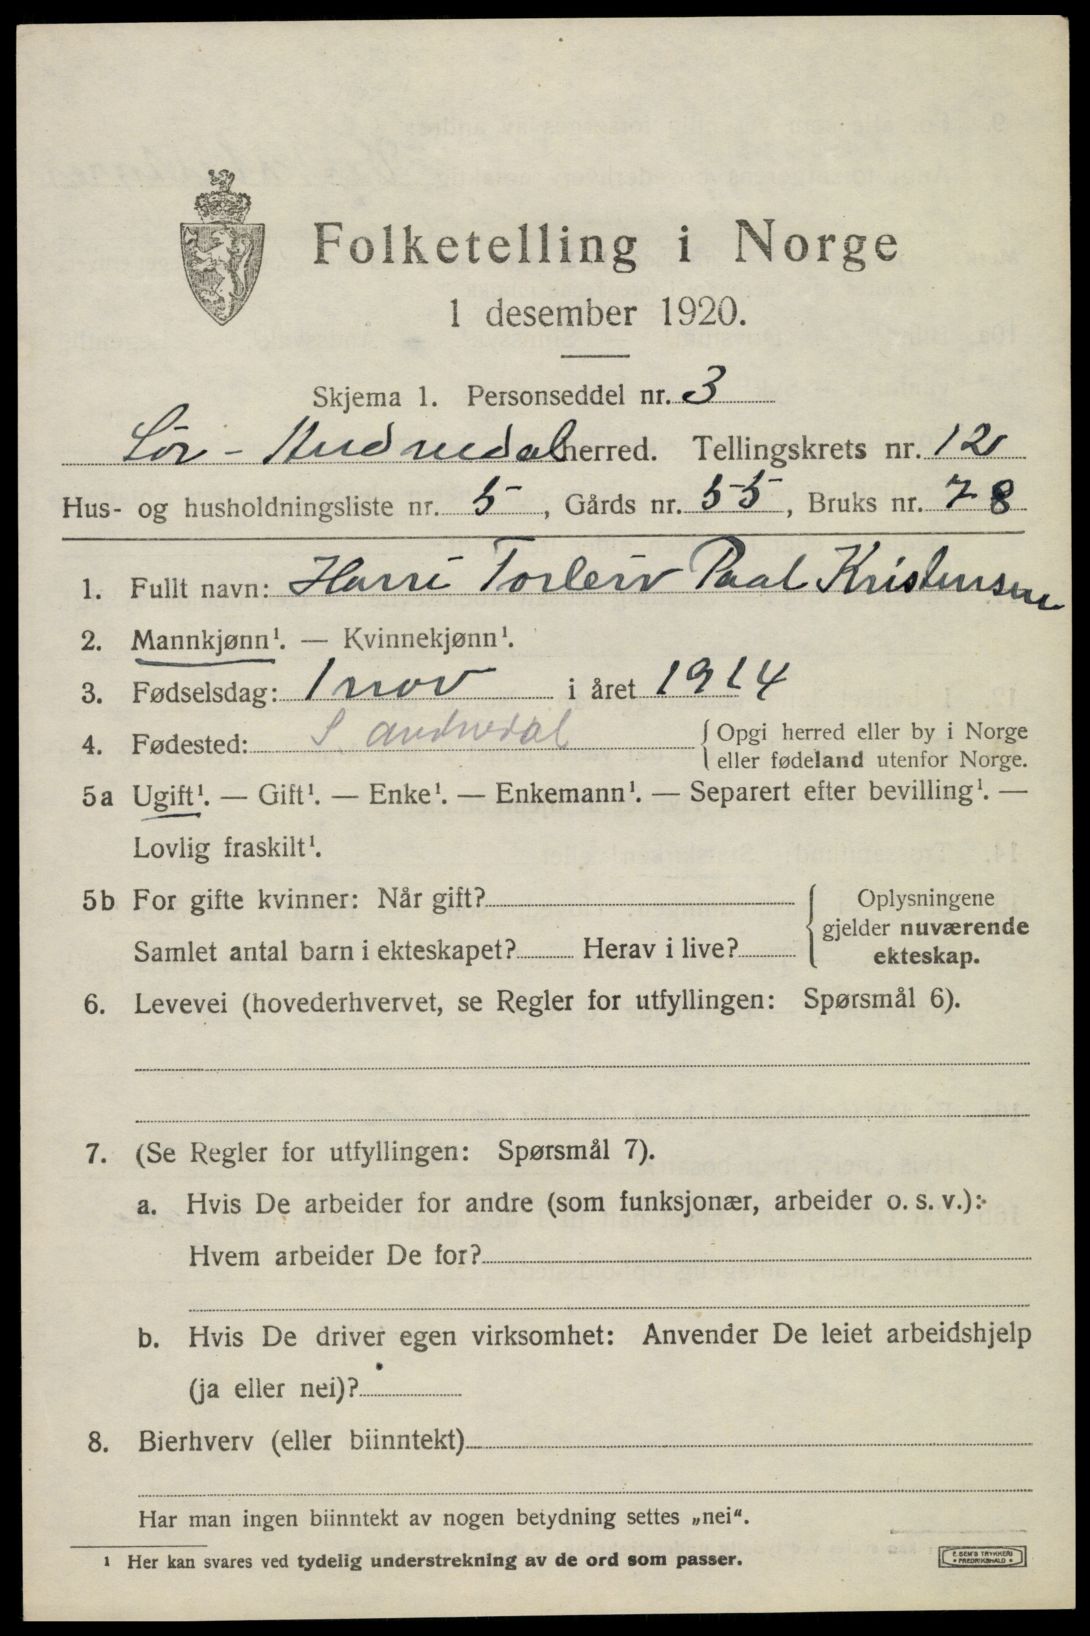 Folketelling i Norge
1 desember 1920.
Skjema 1. Personseddel nr. 3
Sør-Audnedal herred. Tellingskrets nr. 12
Hus- og husholdningsliste nr. 5, Gårds nr. 55, Bruks nr. 78
1. Fullt navn: Harri Torleiv Paal Kristensen
2. Mannkjønn¹. — Kvinnekjønn¹.
3. Fødselsdag: 1 nov i året 1914
4. Fødested: S. Audnedal { Opgi herred eller by i Norge
eller fødeland utenfor Norge.
5a Ugift¹. — Gift¹. — Enke¹. — Enkemann¹. — Separert efter bevilling¹. —
Lovlig fraskilt¹.
5b For gifte kvinner: Når gift? { Oplysningene
gjelder nuværende
Samlet antal barn i ekteskapet? Herav i live? ekteskap.
6. Levevei (hovederhvervet, se Regler for utfyllingen: Spørsmål 6).
7. (Se Regler for utfyllingen: Spørsmål 7).
a. Hvis De arbeider for andre (som funksjonær, arbeider o. s. v.):
Hvem arbeider De for?
b. Hvis De driver egen virksomhet: Anvender De leiet arbeidshjelp
(ja eller nei)?
8. Bierhverv (eller biinntekt)
Har man ingen biinntekt av nogen betydning settes „nei“.
¹ Her kan svares ved tydelig understrekning av de ord som passer.
E. SEM'S TRYKKERI
• FREDRIKSHALD •